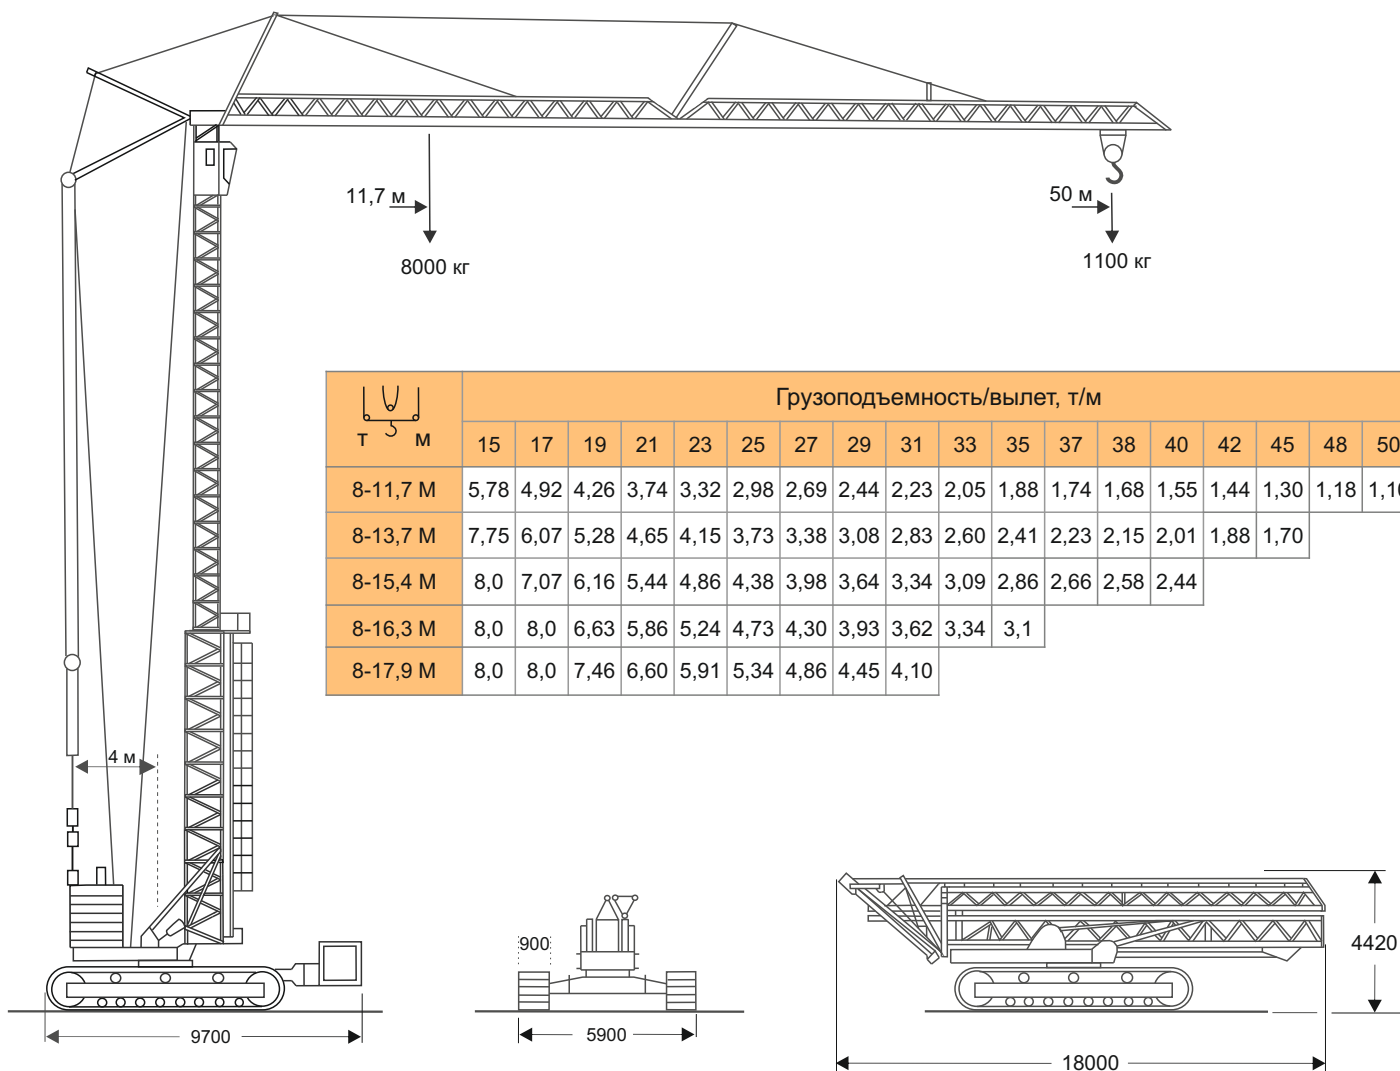 11,7 м
8000 кг
50 м
1100 кг
Грузоподъемность/вылет, т/м
т м
15 17 19 21 23 25 27 29 31 33 35 37 38 40 42 45 48 50
8-11,7 М 5,78 4,92 4,26 3,74 3,32 2,98 2,69 2,44 2,23 2,05 1,88 1,74 1,68 1,55 1,44 1,30 1,18
8-13,7 М 7,75 6,07 5,28 4,65 4,15 3,73 3,38 3,08 2,83 2,60 2,41 2,23 2,15 2,01 1,88 1,70
8-15,4 М 8,0 7,07 6,16 5,44 4,86 4,38 3,98 3,64 3,34 3,09 2,86 2,66 2,58 2,44
8-16,3 М 8,0 8,0 6,63 5,86 5,24 4,73 4,30 3,93 3,62 3,34 3,1
8-17,9 М 8,0 8,0 7,46 6,60 5,91 5,34 4,86 4,45 4,10
4 м
9700
900
5900
4420
18000